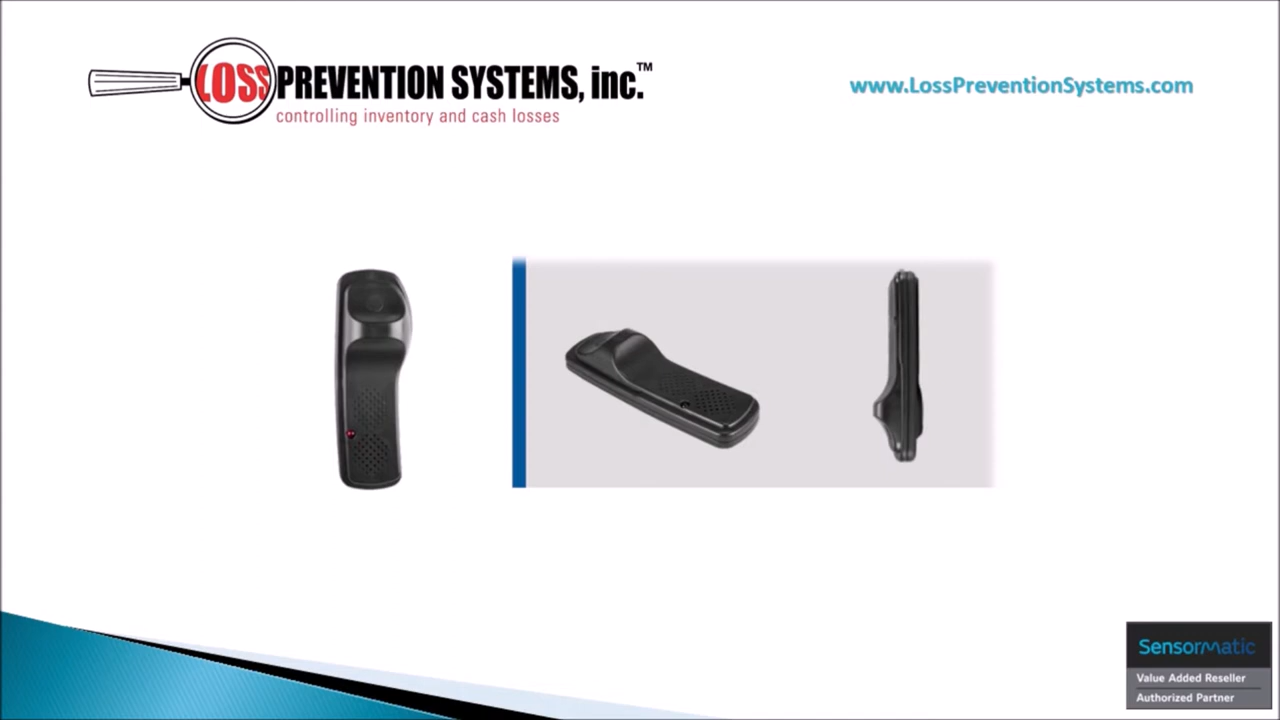 LOSS PREVENTION SYSTEMS, inc.™
controlling inventory and cash losses
www.LossPreventionSystems.com
Sensormatic
Value Added Reseller
Authorized Partner